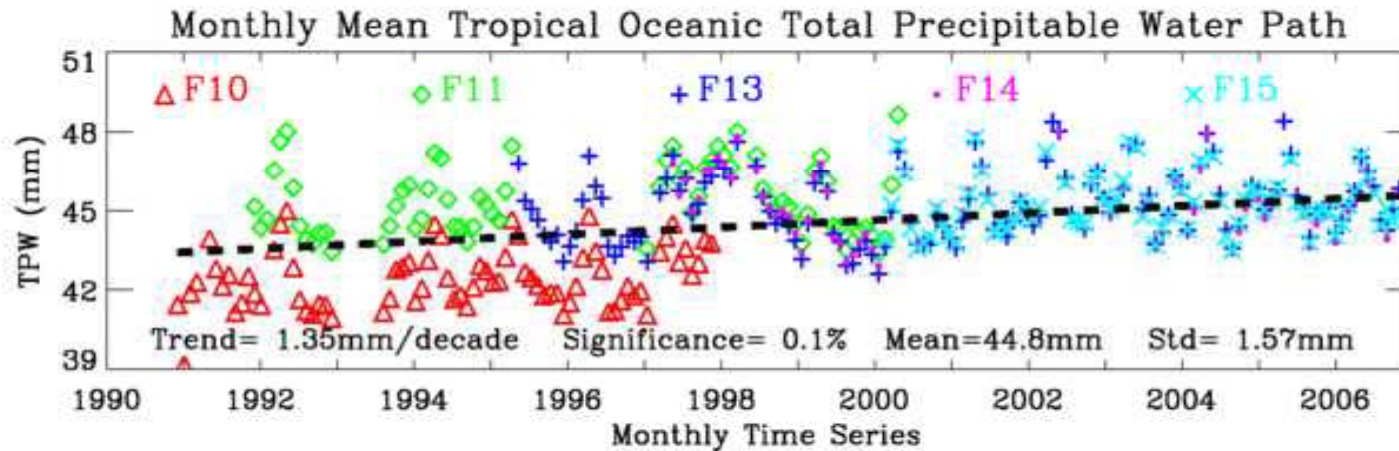 Monthly Mean Tropical Oceanic Total Precipitable Water Path
51
F10 F11 F13 F14 F15
48
TPW (mm)
45
42
Trend= 1.35mm/decade Significance= 0.1% Mean=44.8mm Std= 1.57mm
39
1990 1992 1994 1996 1998 2000 2002 2004 2006
Monthly Time Series